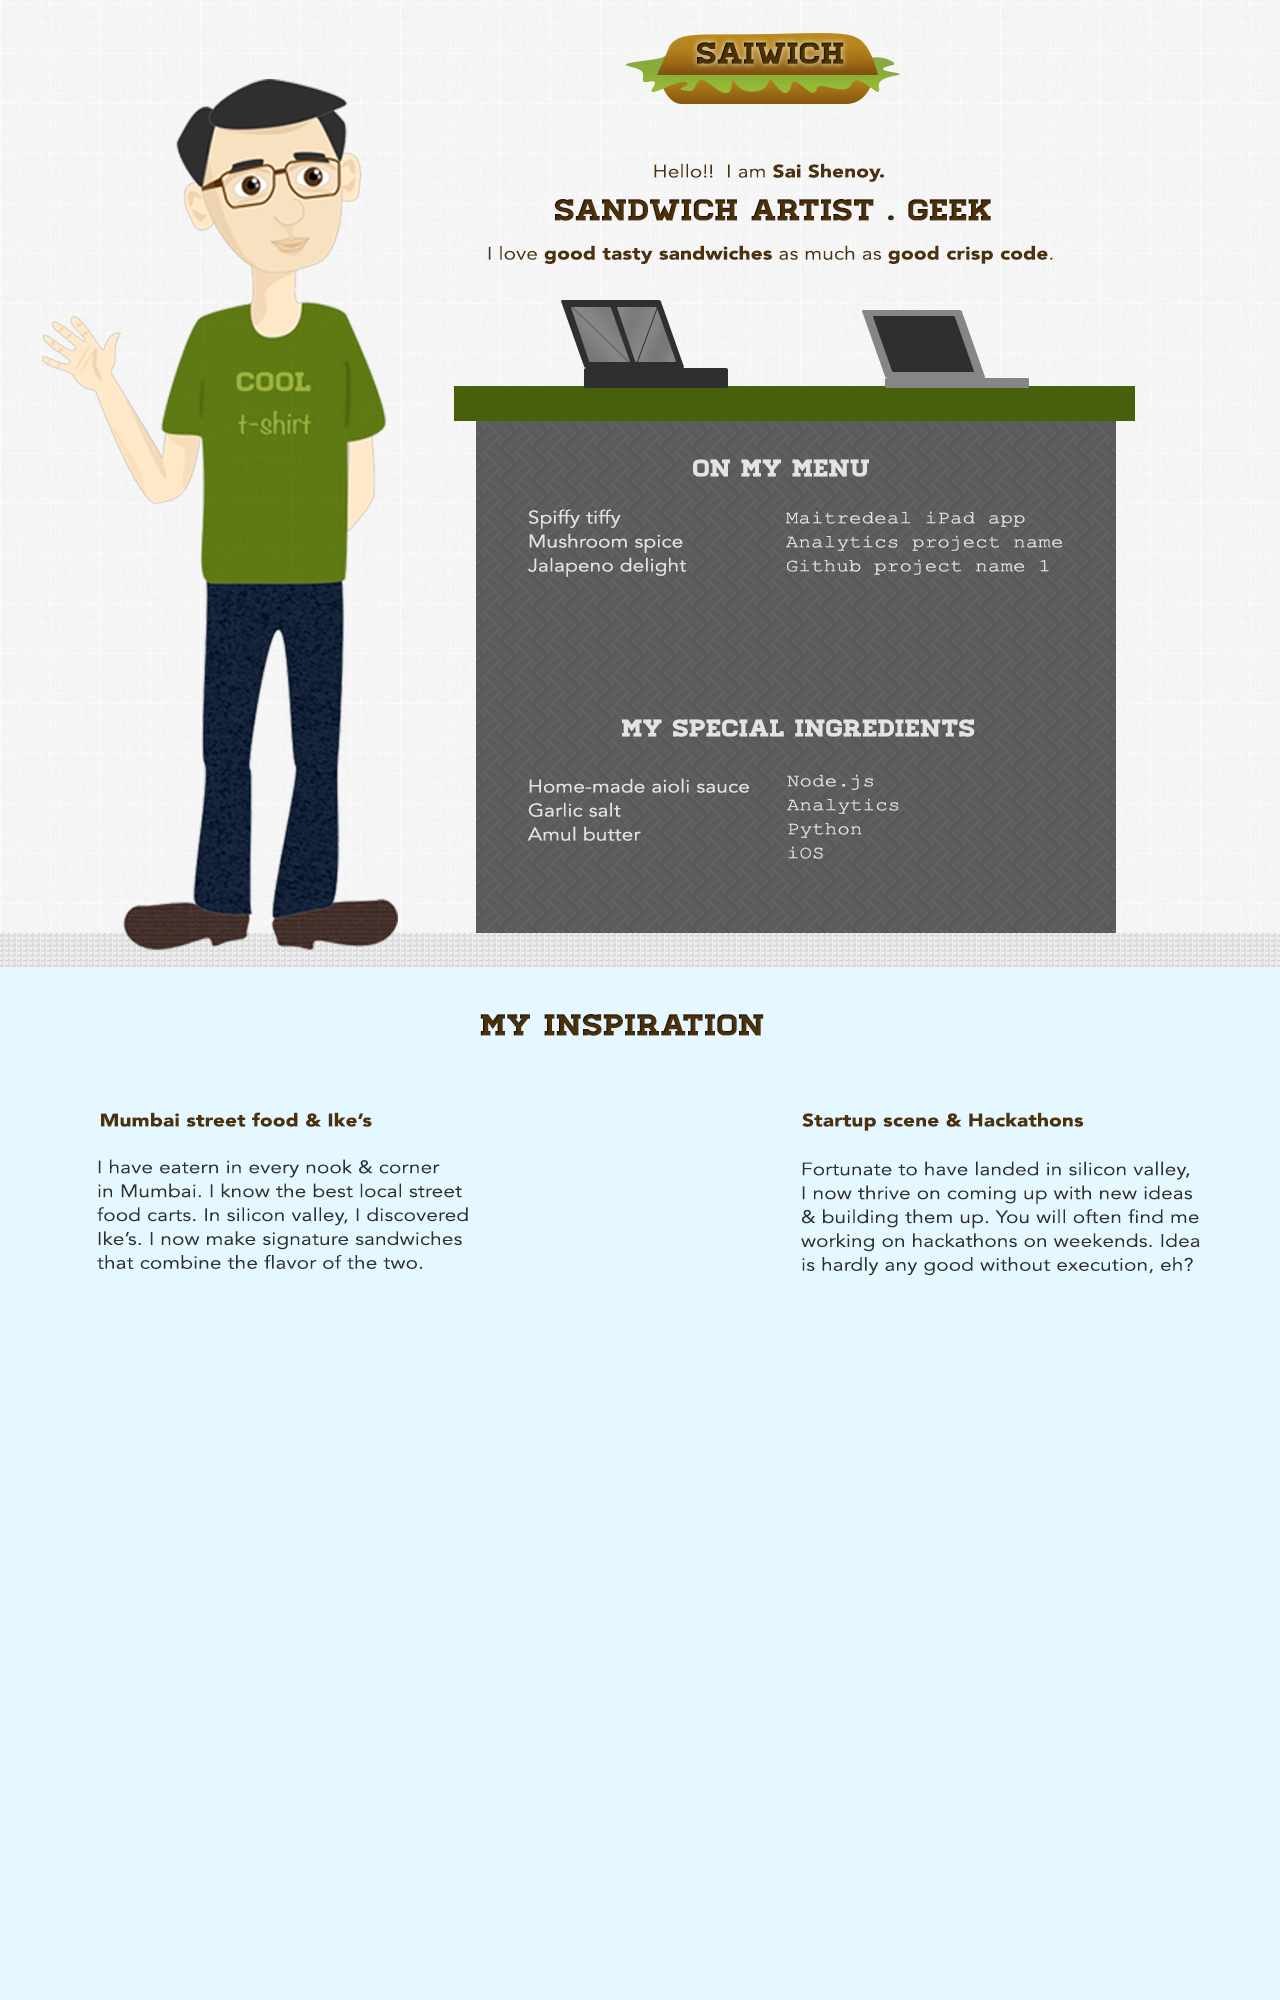 SAIWICH
Hello!! I am Sai Shenoy.
SANDWICH ARTIST . GEEK
I love good tasty sandwiches as much as good crisp code.
COOL
t-shirt
ON MY MENU
Spiffy tiffy
Mushroom spice
Jalapeno delight
Maitredeal iPad app
Analytics project name
Github project name 1
MY SPECIAL INGREDIENTS
Home-made aioli sauce
Garlic salt
Amul butter
Node.js
Analytics
Python
iOS
MY INSPIRATION
Mumbai street food & Ike's
I have eatern in every nook & corner
in Mumbai. I know the best local street
food carts. In silicon valley, I discovered
Ike's. I now make signature sandwiches
that combine the flavor of the two.
Startup scene & Hackathons
Fortunate to have landed in silicon valley,
I now thrive on coming up with new ideas
& building them up. You will often find me
working on hackathons on weekends. Idea
is hardly any good without execution, eh?